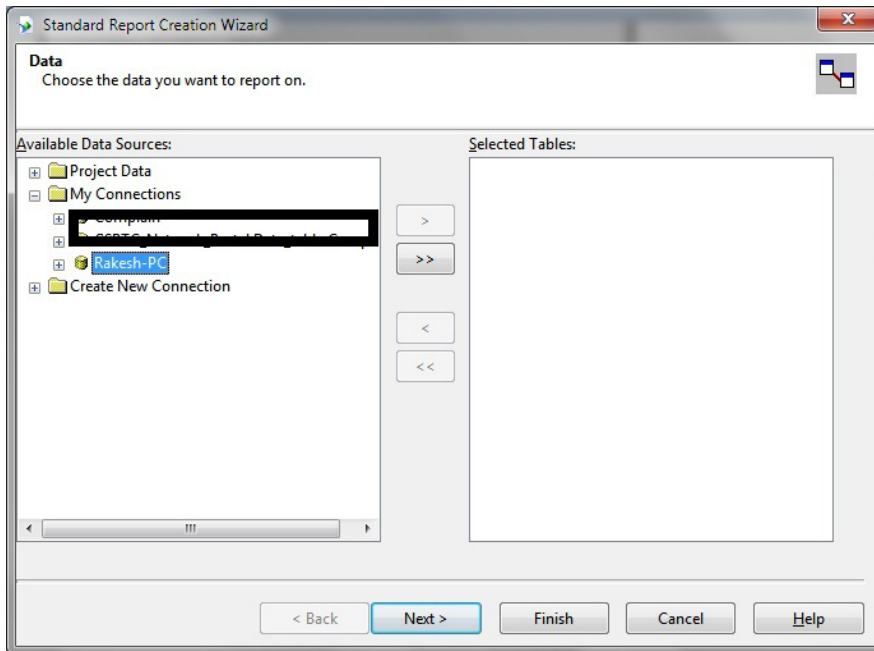 Standard Report Creation Wizard
Data
Choose the data you want to report on.
Available Data Sources:
Selected Tables:
Project Data
My Connections
Complain
Rakesh-PC
Create New Connection
>
>>
<
<<
< Back
Next >
Finish
Cancel
Help